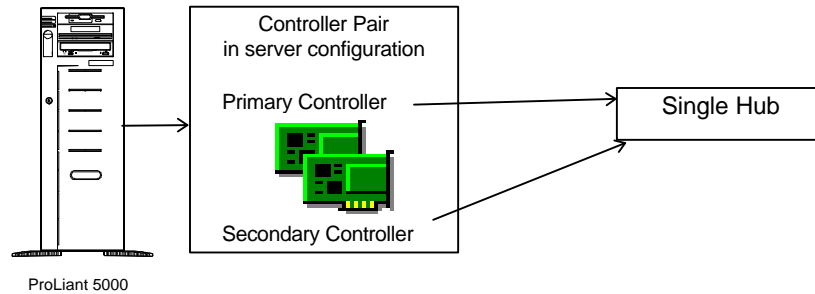 Controller Pair
in server configuration
Primary Controller
Single Hub
Secondary Controller
ProLiant 5000